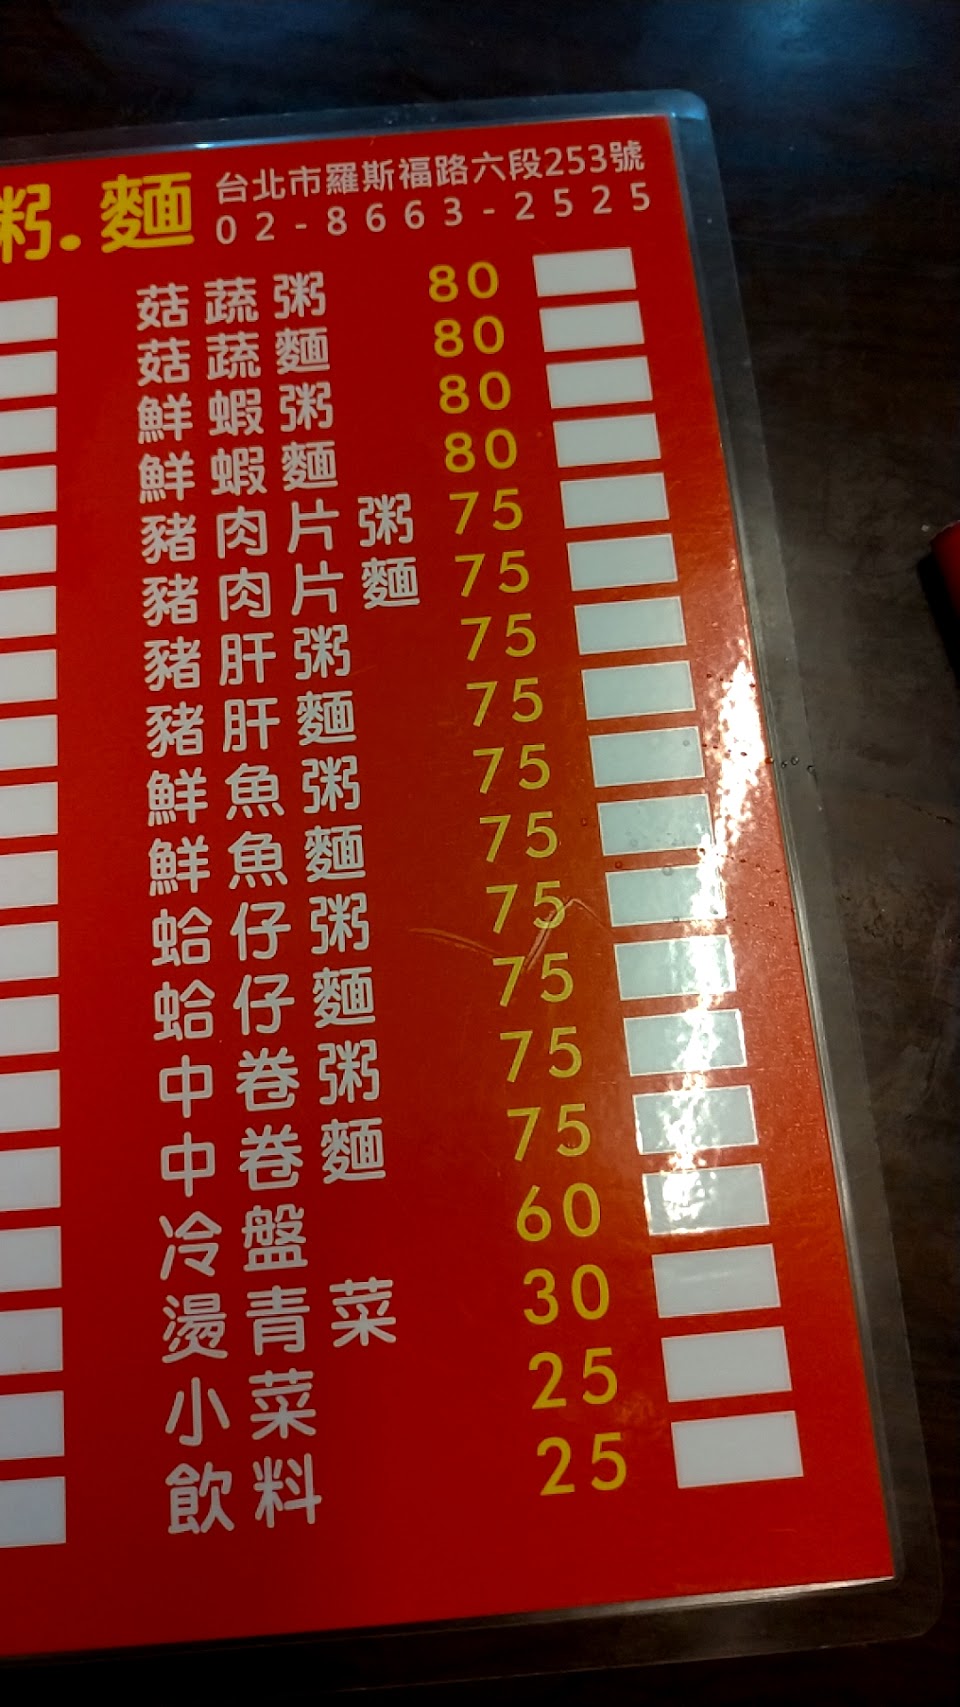 粥.麵
台北市羅斯福路六段253號
02-8663-2525
菇蔬粥 80
菇蔬麵 80
鮮蝦粥 80
鮮蝦麵 80
豬肉片粥 75
豬肉片麵 75
豬肝粥 75
豬肝麵 75
鮮魚粥 75
鮮魚麵 75
蛤仔粥 75
蛤仔麵 75
中卷粥 75
中卷麵 75
冷盤 60
燙青菜 30
小菜 25
飲料 25